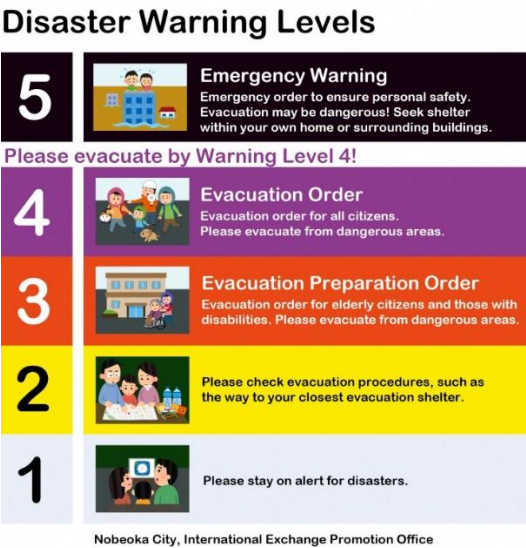 Disaster Warning Levels
5
Emergency Warning
Emergency order to ensure personal safety.
Evacuation may be dangerous! Seek shelter
within your own home or surrounding buildings.
Please evacuate by Warning Level 4!
4
Evacuation Order
Evacuation order for all citizens.
Please evacuate from dangerous areas.
3
Evacuation Preparation Order
Evacuation order for elderly citizens and those with
disabilities. Please evacuate from dangerous areas.
2
Please check evacuation procedures, such as
the way to your closest evacuation shelter.
1
Please stay on alert for disasters.
Nobeoka City, International Exchange Promotion Office